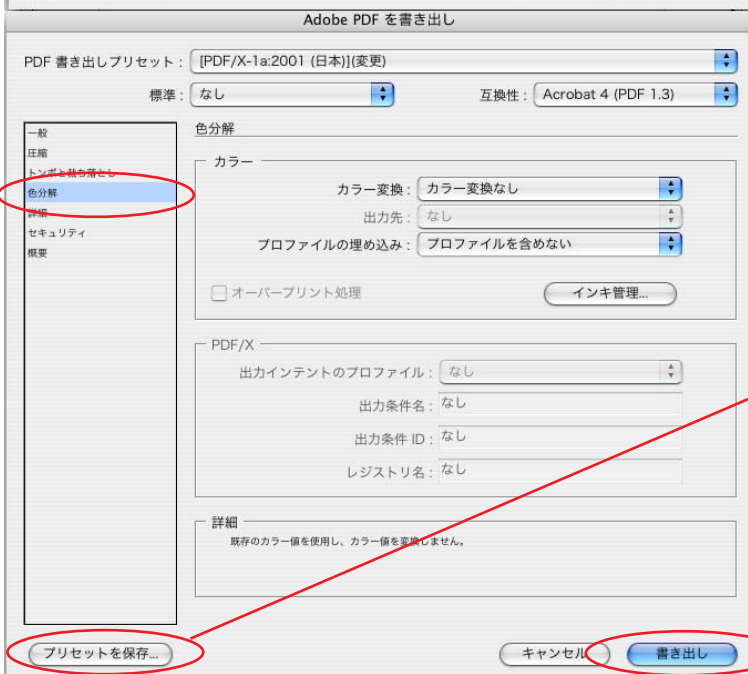 Adobe PDF を書き出し
PDF 書き出しプリセット： [PDF/X-1a:2001 (日本)](変更)
標準： なし 互換性： Acrobat 4 (PDF 1.3)
一般
圧縮
トンボと裁ち落とし
色分解
詳細
セキュリティ
概要
色分解
カラー
カラー変換： カラー変換なし
出力先： なし
プロファイルの埋め込み： プロファイルを含めない
オーバープリント処理 インキ管理...
PDF/X
出力インテントのプロファイル： なし
出力条件名： なし
出力条件 ID： なし
レジストリ名： なし
詳細
既存のカラー値を使用し、カラー値を変換しません。
プリセットを保存... キャンセル 書き出し